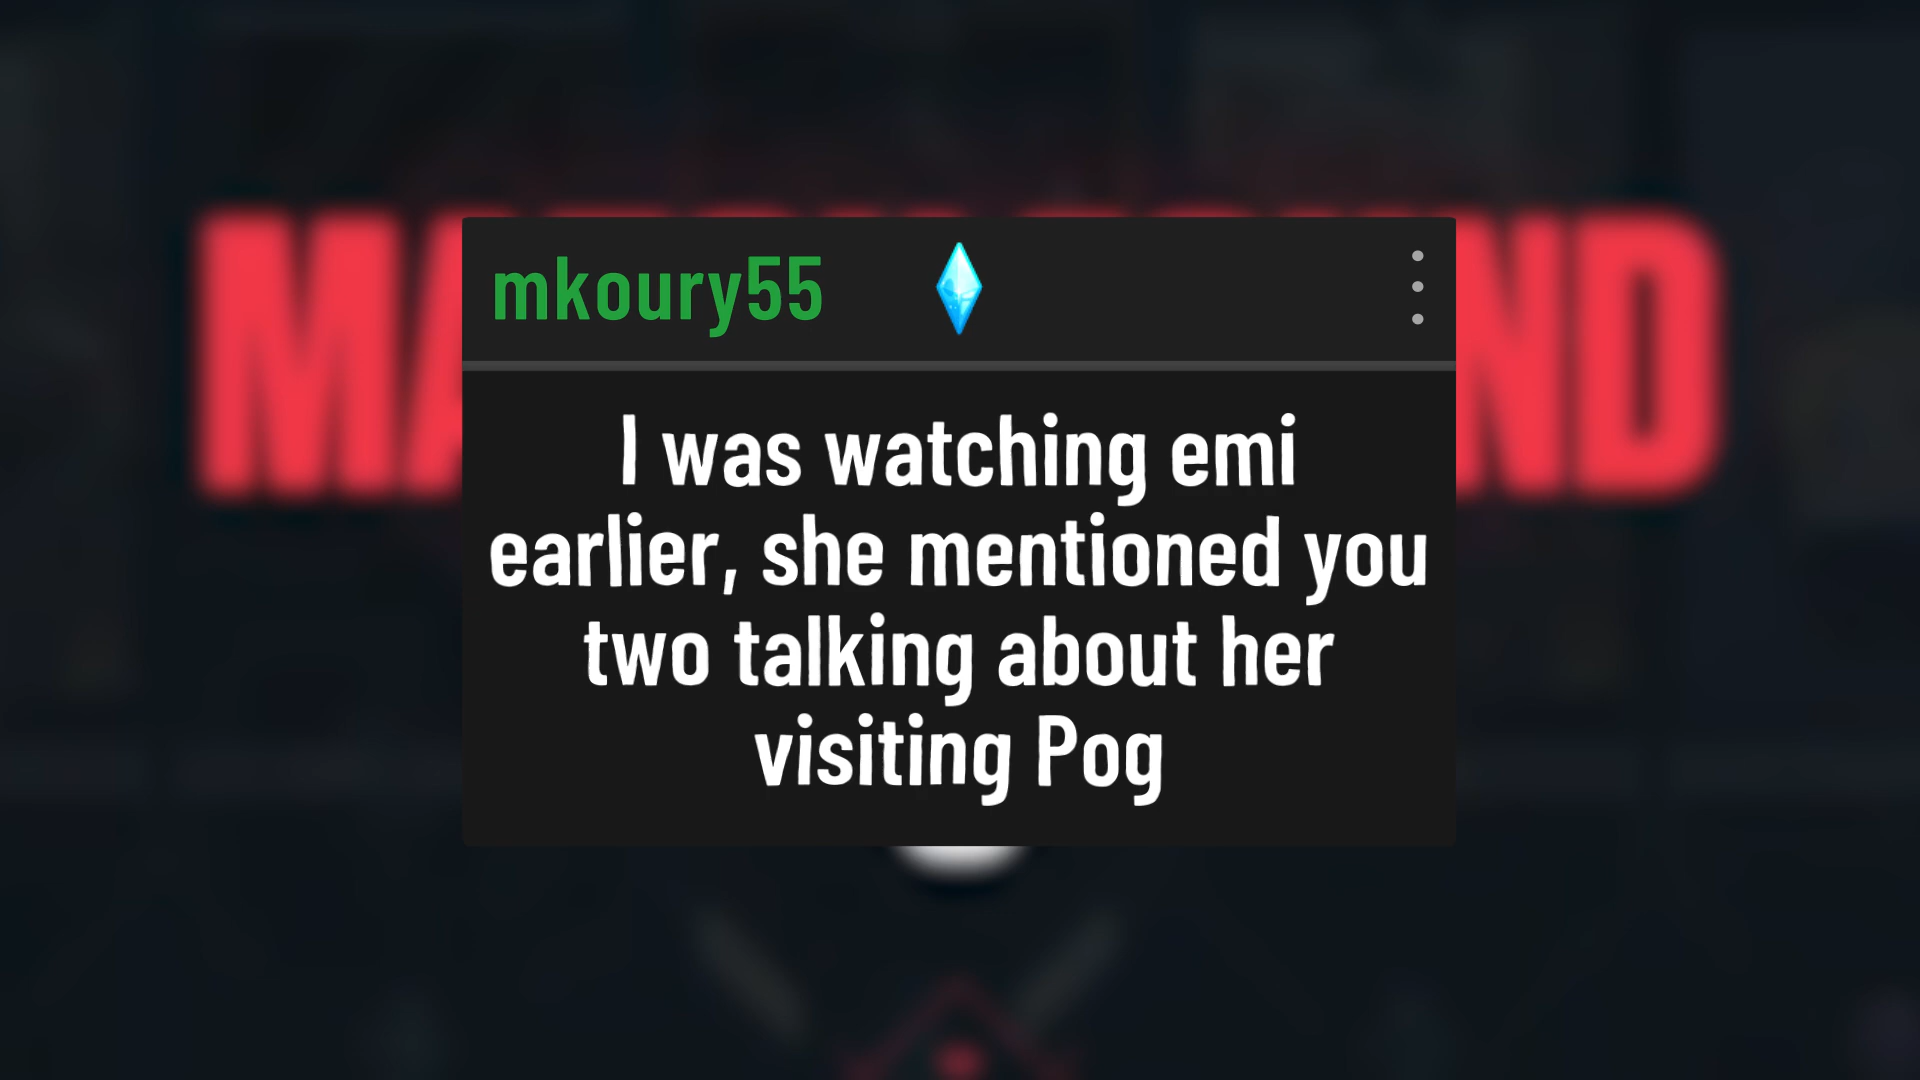 mkoury55
I was watching emi
earlier, she mentioned you
two talking about her
visiting Pog